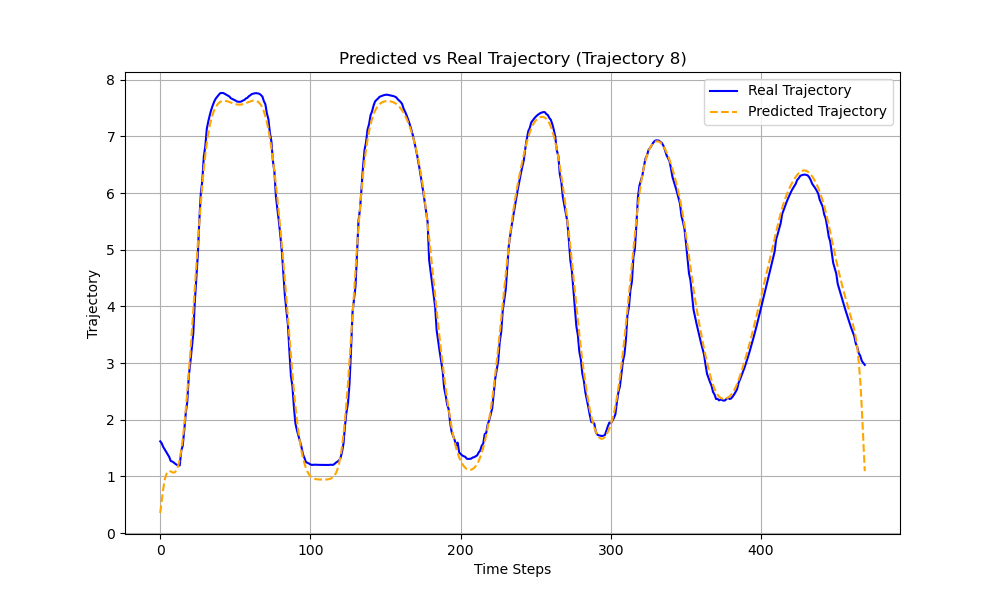 Predicted vs Real Trajectory (Trajectory 8)
Real Trajectory
Predicted Trajectory
Trajectory
8
7
6
5
4
3
2
1
0
0 100 200 300 400
Time Steps